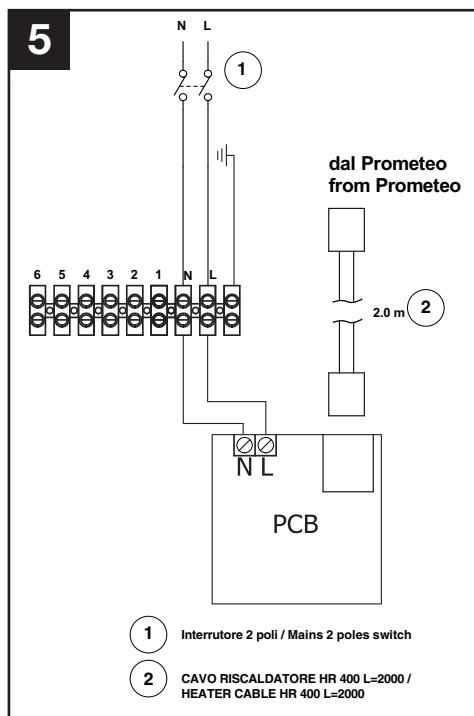 5
N L
1
dal Prometeo
from Prometeo
6 5 4 3 2 1 N L
2.0 m
2
N L
PCB
1 Interrutore 2 poli / Mains 2 poles switch
2 CAVO RISCALDATORE HR 400 L=2000 /
HEATER CABLE HR 400 L=2000